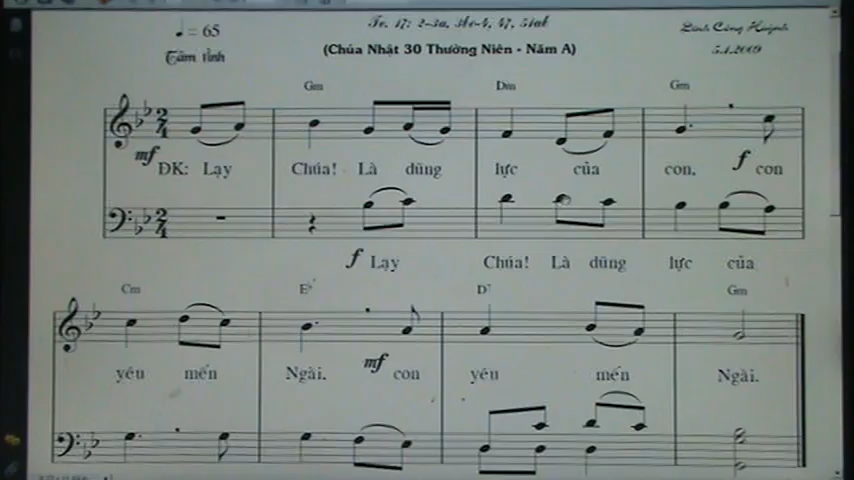 ♩ = 65
Tâm tình
Tv. 17: 2-3a, 3bc-4, 47, 51ab
(Chúa Nhật 30 Thường Niên - Năm A)
Đinh Công Huỳnh
5.4.2009
Gm Dm Gm
mf
ĐK: Lạy Chúa! Là dũng lực của con, f con
f Lạy Chúa! Là dũng lực của
Cm E♭ D7 Gm
yêu mến Ngài. mf con yêu mến Ngài.